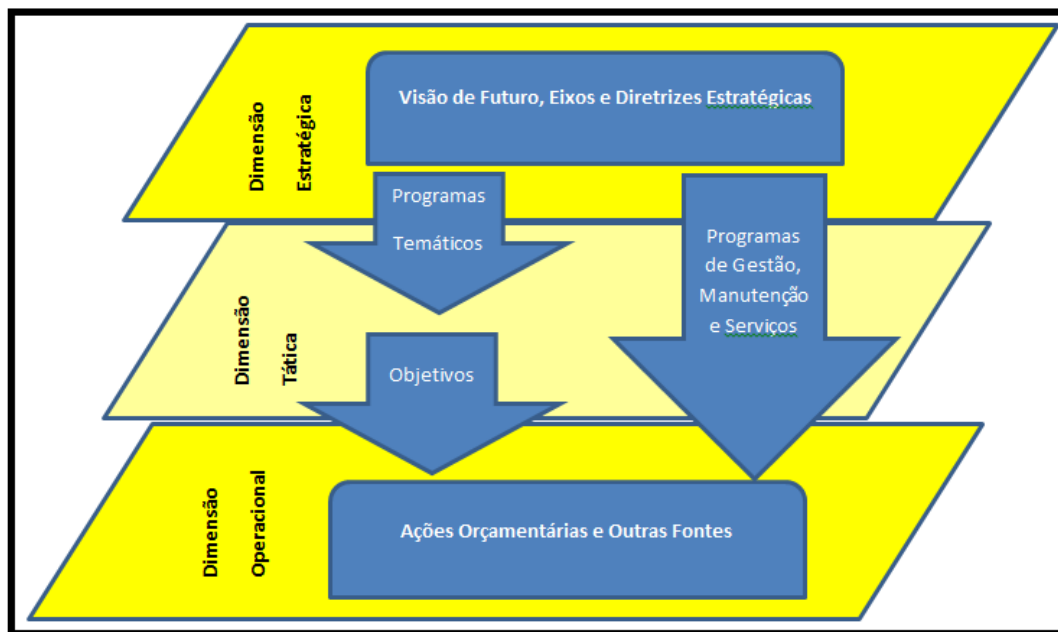 Dimensão
Estratégica
Visão de Futuro, Eixos e Diretrizes Estratégicas
Programas
Temáticos
Programas
de Gestão,
Manutenção
e Serviços
Dimensão
Tática
Objetivos
Dimensão
Operacional
Ações Orçamentárias e Outras Fontes